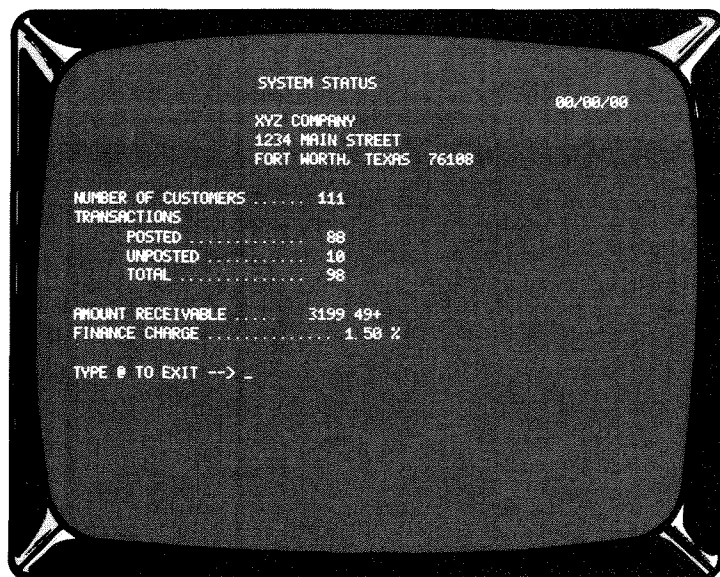 SYSTEM STATUS
00/00/00
XYZ COMPANY
1234 MAIN STREET
FORT WORTH, TEXAS 76108
NUMBER OF CUSTOMERS ...... 111
TRANSACTIONS
POSTED ............. 88
UNPOSTED ........... 10
TOTAL .............. 98
AMOUNT RECEIVABLE ..... 3199.49+
FINANCE CHARGE .............. 1.50 %
TYPE @ TO EXIT --> _